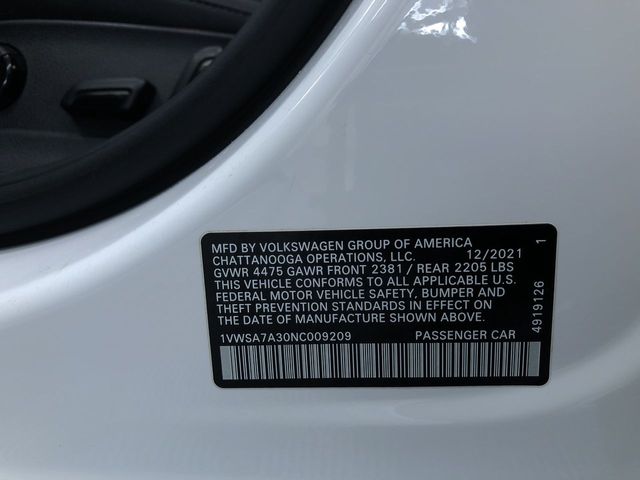 MFD BY VOLKSWAGEN GROUP OF AMERICA
CHATTANOOGA OPERATIONS, LLC. 12/2021 1
GVWR 4475 GAWR FRONT 2381 / REAR 2205 LBS
THIS VEHICLE CONFORMS TO ALL APPLICABLE U.S.
FEDERAL MOTOR VEHICLE SAFETY, BUMPER AND
THEFT PREVENTION STANDARDS IN EFFECT ON
THE DATE OF MANUFACTURE SHOWN ABOVE.
1VWSA7A30NC009209 PASSENGER CAR
4919126